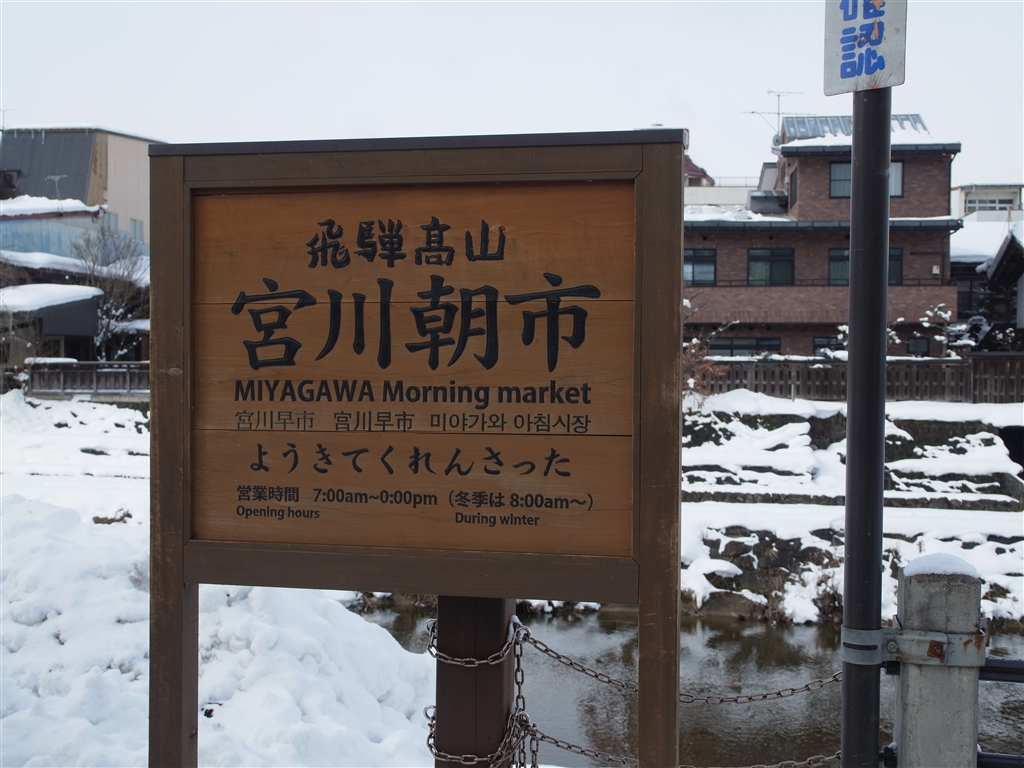 飛騨高山
宮川朝市
MIYAGAWA Morning market
宮川早市 宮川早市 미야가와 아침시장
ようきてくれんさった
営業時間 7:00am~0:00pm (冬季は 8:00am~)
Opening hours During winter